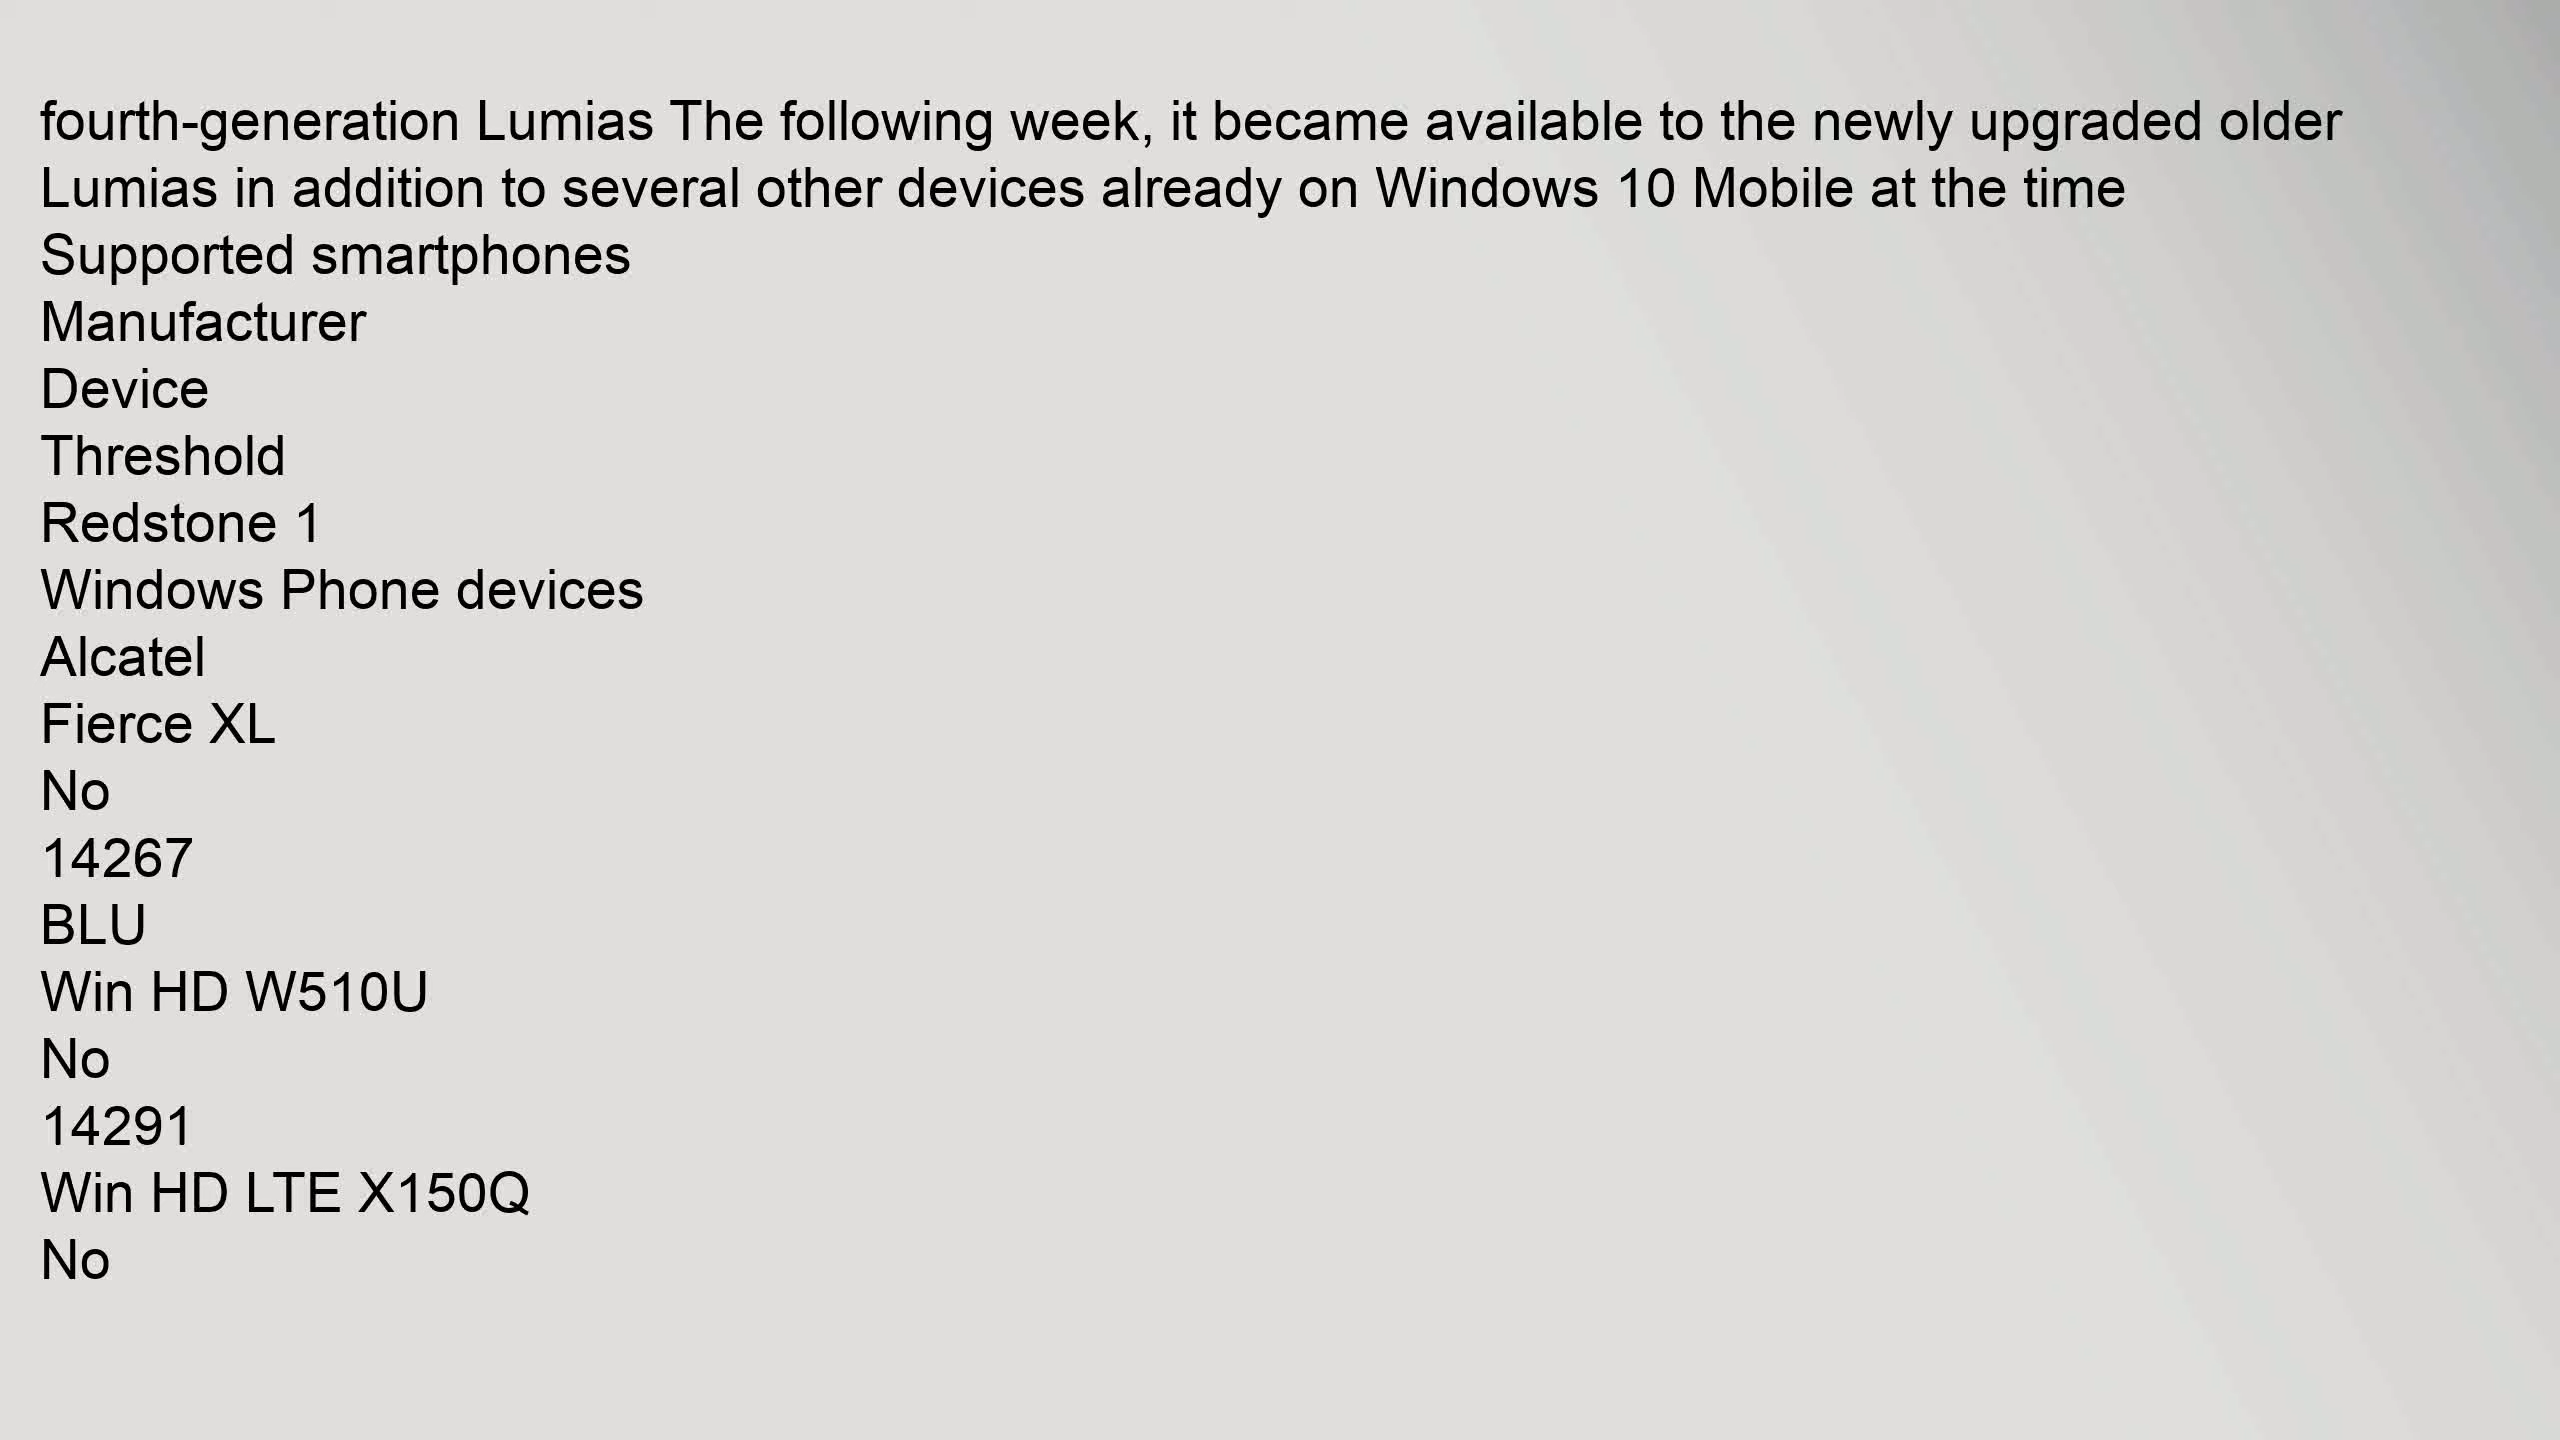 fourth-generation Lumias The following week, it became available to the newly upgraded older
Lumias in addition to several other devices already on Windows 10 Mobile at the time
Supported smartphones
Manufacturer
Device
Threshold
Redstone 1
Windows Phone devices
Alcatel
Fierce XL
No
14267
BLU
Win HD W510U
No
14291
Win HD LTE X150Q
No